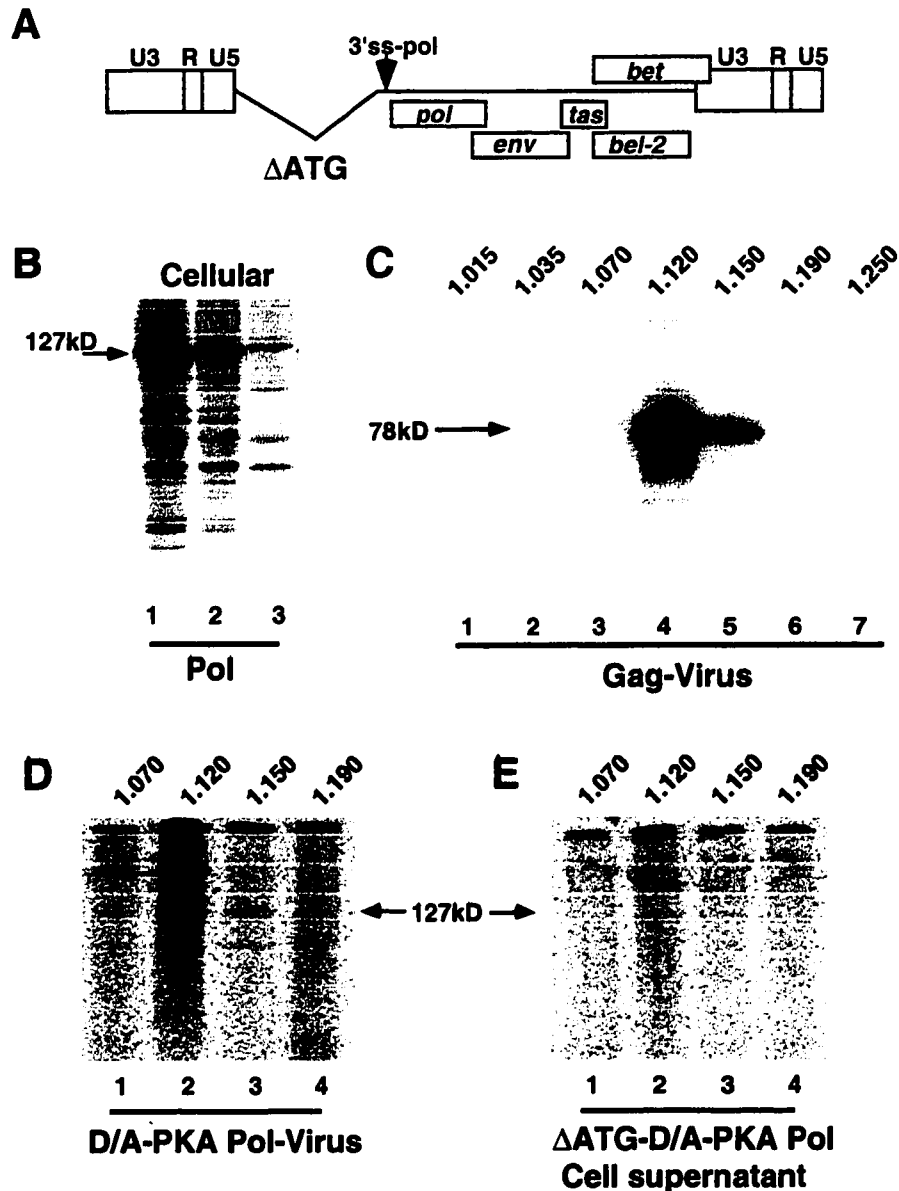 A
3'ss-pol
U3 R U5
bet
U3 R U5
pol
tas
env
bel-2
ΔATG
B
Cellular
127kD
1 2 3
Pol
C
1.015 1.035 1.070 1.120 1.150 1.190 1.250
78kD
1 2 3 4 5 6 7
Gag-Virus
D
1.070 1.120 1.150 1.190
127kD
1 2 3 4
D/A-PKA Pol-Virus
E
1.070 1.120 1.150 1.190
1 2 3 4
ΔATG-D/A-PKA Pol
Cell supernatant